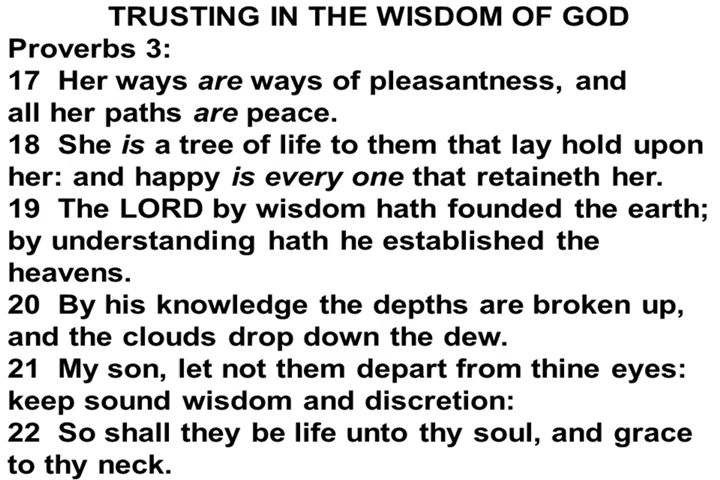 TRUSTING IN THE WISDOM OF GOD
Proverbs 3:
17 Her ways are ways of pleasantness, and
all her paths are peace.
18 She is a tree of life to them that lay hold upon
her: and happy is every one that retaineth her.
19 The LORD by wisdom hath founded the earth;
by understanding hath he established the
heavens.
20 By his knowledge the depths are broken up,
and the clouds drop down the dew.
21 My son, let not them depart from thine eyes:
keep sound wisdom and discretion:
22 So shall they be life unto thy soul, and grace
to thy neck.